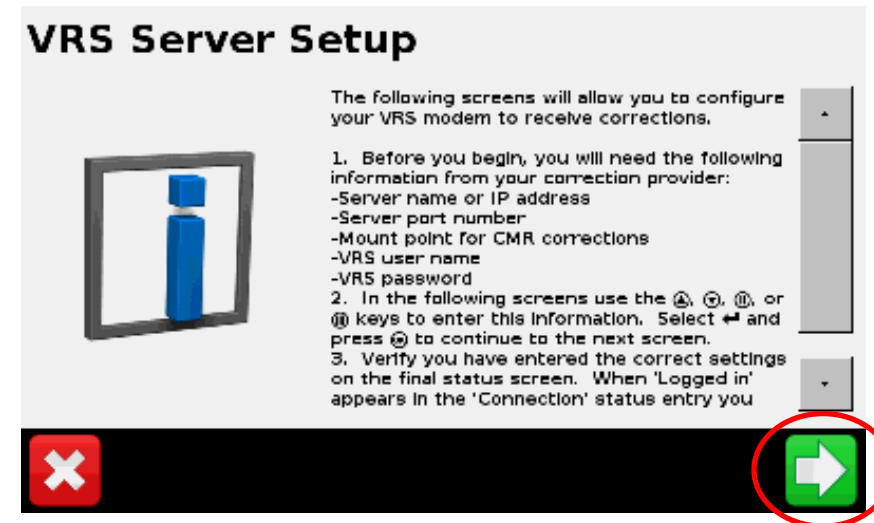 VRS Server Setup
The following screens will allow you to configure
your VRS modem to receive corrections.
1. Before you begin, you will need the following
information from your correction provider:
-Server name or IP address
-Server port number
-Mount point for CMR corrections
-VRS user name
-VRS password
2. In the following screens use the , , , or
keys to enter this information. Select ↵ and
press to continue to the next screen.
3. Verify you have entered the correct settings
on the final status screen. When 'Logged in'
appears in the 'Connection' status entry you